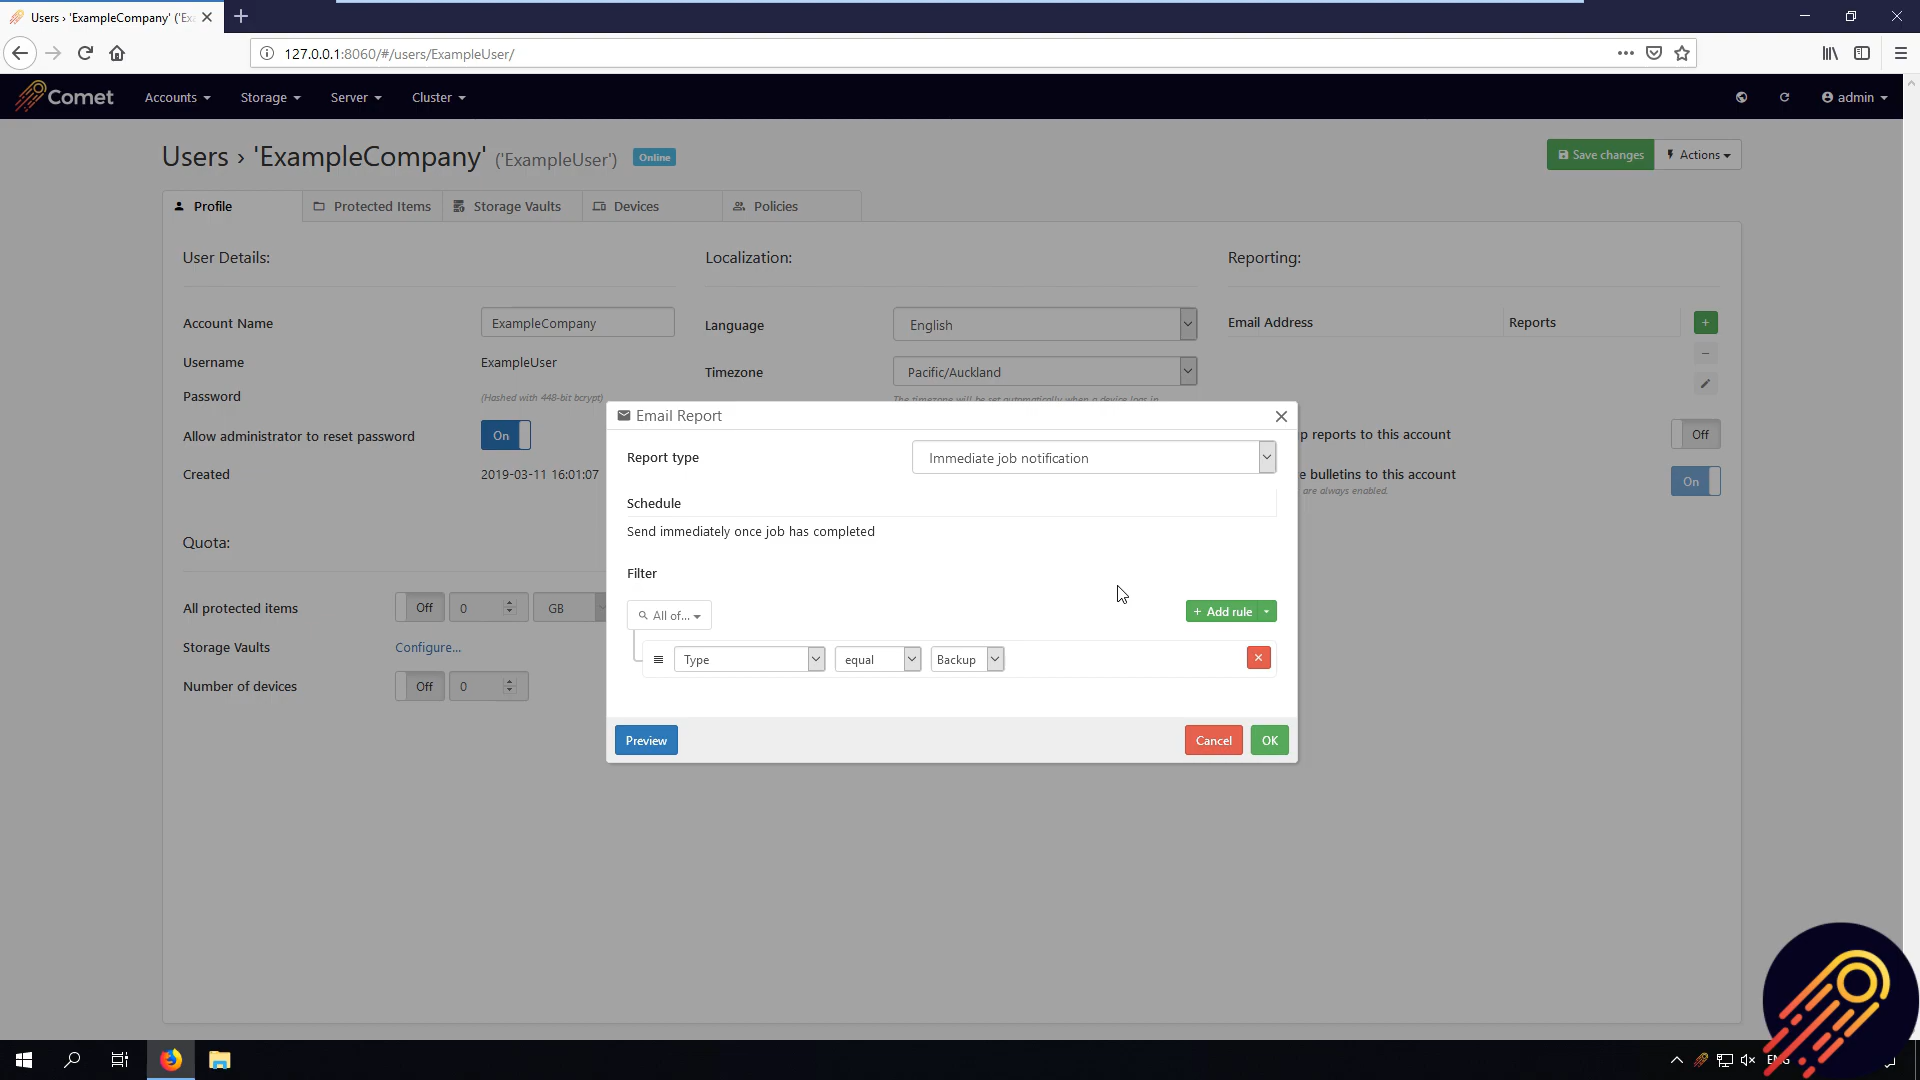 Users › 'ExampleCompany' ('Ex
127.0.0.1:8060/#/users/ExampleUser/
Comet
Accounts
Storage
Server
Cluster
admin
Users › 'ExampleCompany' ('ExampleUser')
Online
Save changes
Actions
Profile
Protected Items
Storage Vaults
Devices
Policies
User Details:
Localization:
Reporting:
Account Name
ExampleCompany
Language
English
Email Address
Reports
Username
ExampleUser
Timezone
Pacific/Auckland
Password
(Hashed with 448-bit bcrypt)
The timezone will be set automatically when a device logs in.
Allow administrator to reset password
On
p reports to this account
Off
Created
2019-03-11 16:01:07
e bulletins to this account
are always enabled.
On
Quota:
All protected items
Off
0
GB
Storage Vaults
Configure...
Number of devices
Off
0
Email Report
Report type
Immediate job notification
Schedule
Send immediately once job has completed
Filter
All of...
+ Add rule
Type
equal
Backup
Preview
Cancel
OK